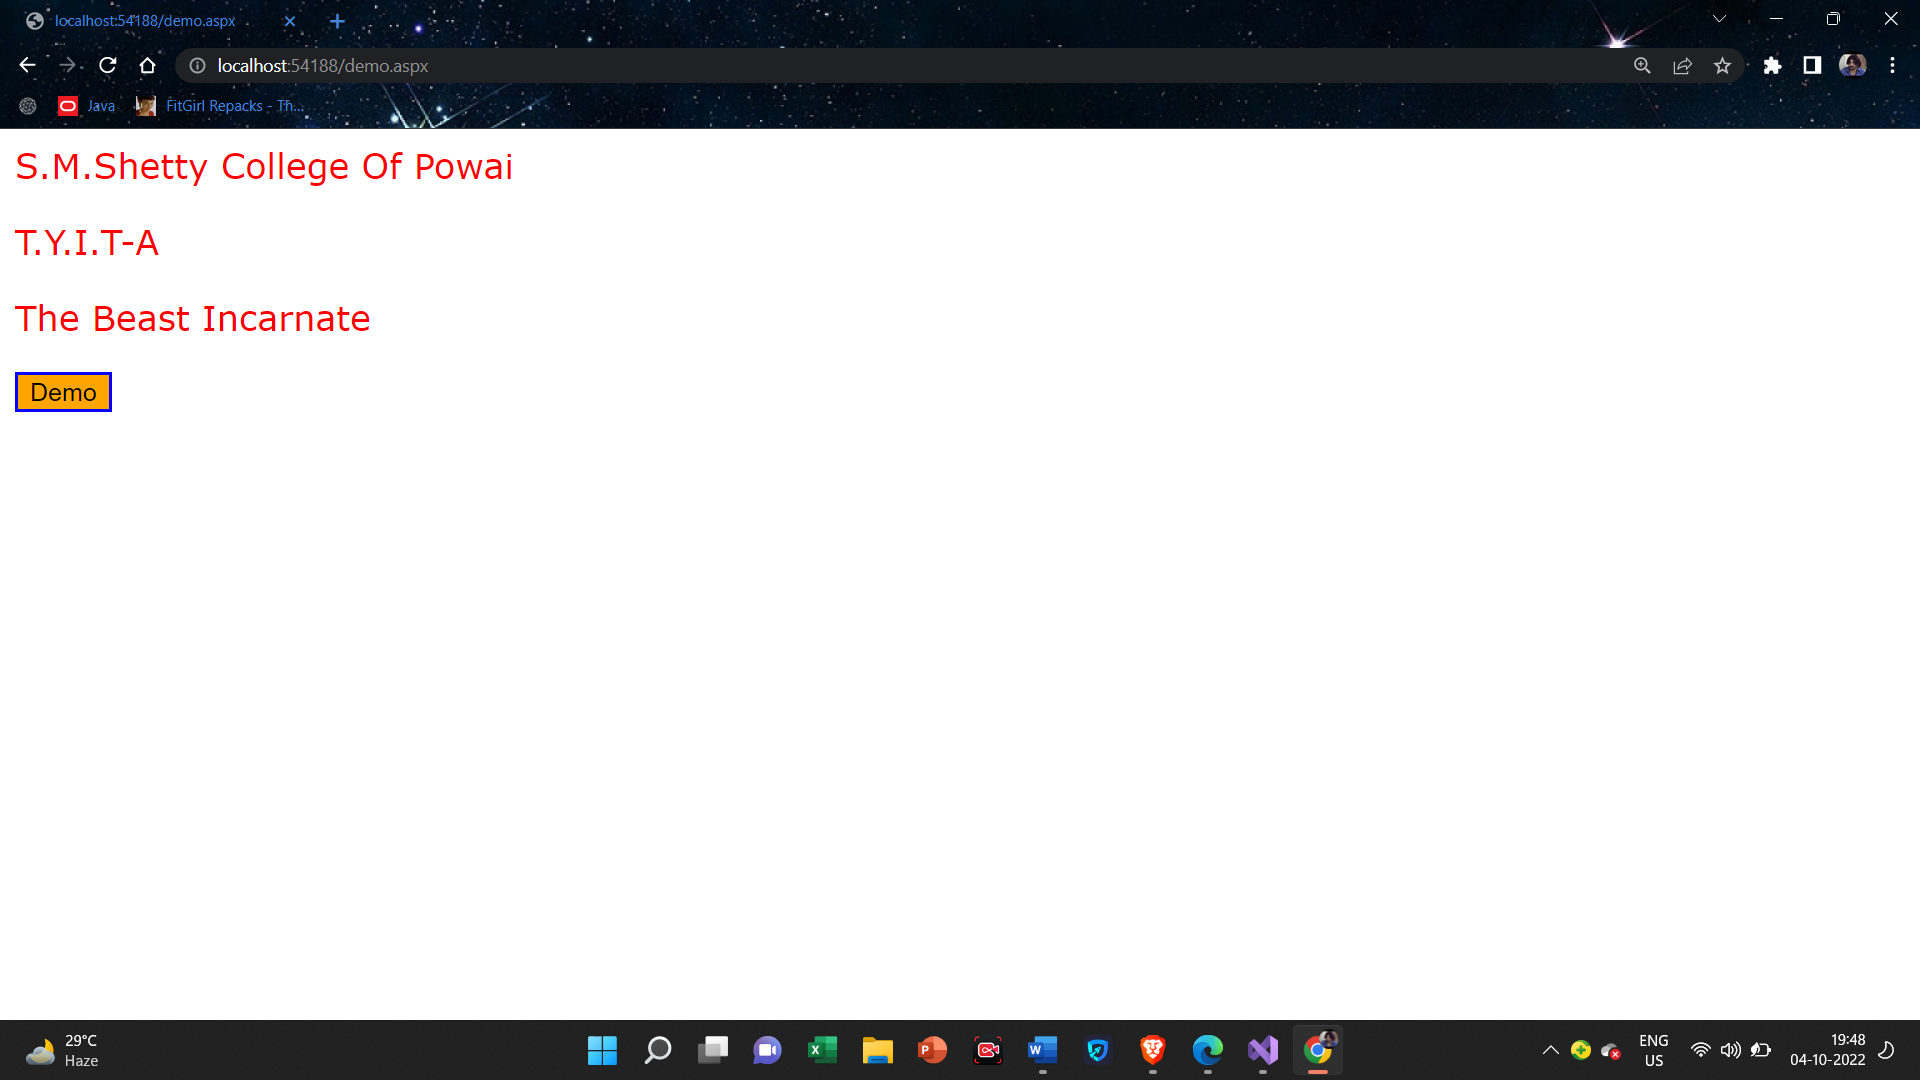 localhost:54188/demo.aspx
localhost:54188/demo.aspx
Java
FitGirl Repacks - Th...
S.M.Shetty College Of Powai
T.Y.I.T-A
The Beast Incarnate
Demo
29°C
Haze
ENG
US
19:48
04-10-2022